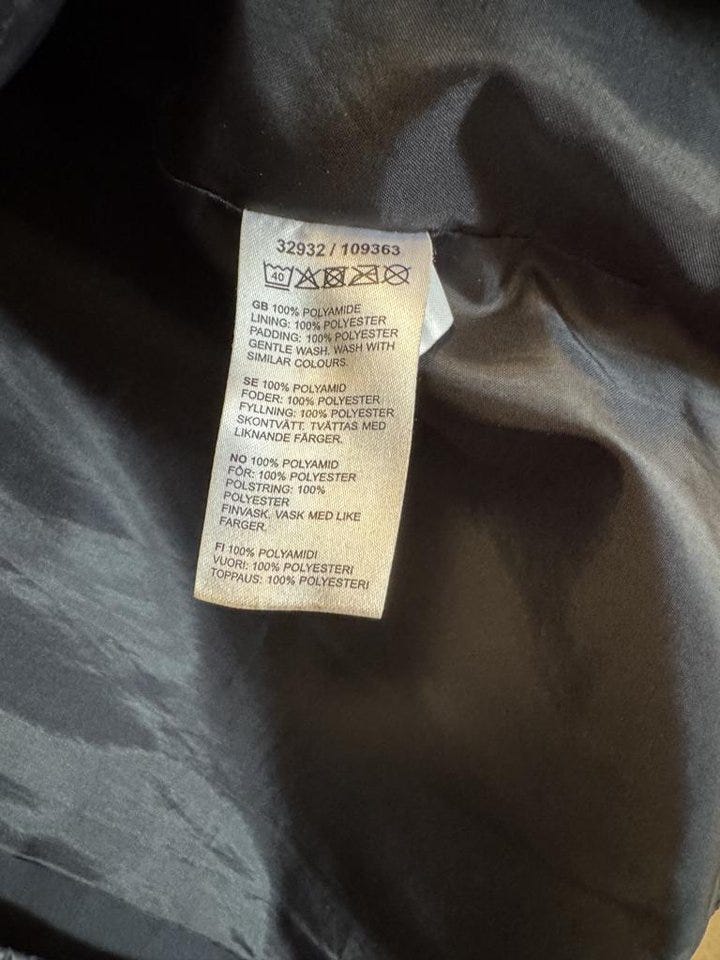 32932 / 109363
40
GB 100% POLYAMIDE
LINING: 100% POLYESTER
PADDING: 100% POLYESTER
GENTLE WASH. WASH WITH
SIMILAR COLOURS.
SE 100% POLYAMID
FODER: 100% POLYESTER
FYLLNING: 100% POLYESTER
SKONTVÄTT. TVÄTTAS MED
LIKNANDE FÄRGER.
NO 100% POLYAMID
FÔR: 100% POLYESTER
POLSTRING: 100%
POLYESTER
FINVASK. VASK MED LIKE
FARGER.
FI 100% POLYAMIDI
VUORI: 100% POLYESTERI
TOPPAUS: 100% POLYESTERI